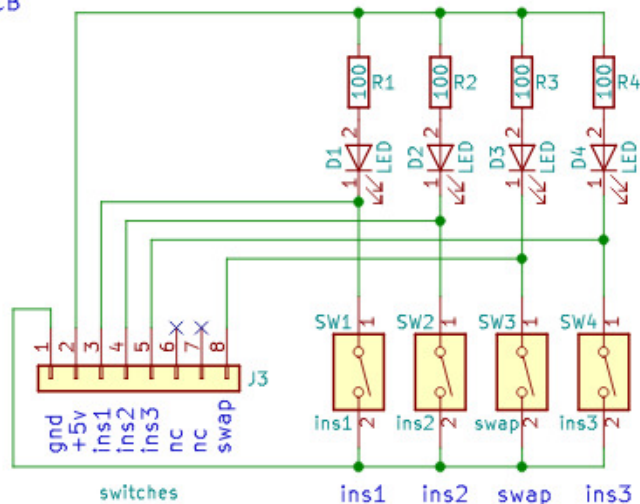 100 R1 100 R2 100 R3 100 R4
2 2 2 2
D1 LED D2 LED D3 LED D4 LED
1 1 1 1
SW1 1 SW2 1 SW3 1 SW4 1
1 2 3 4 5 6 7 8
J3
gnd +5v ins1 ins2 ins3 nc nc swap
ins1 2 ins2 2 swap 2 ins3 2
switches
ins1 ins2 swap ins3